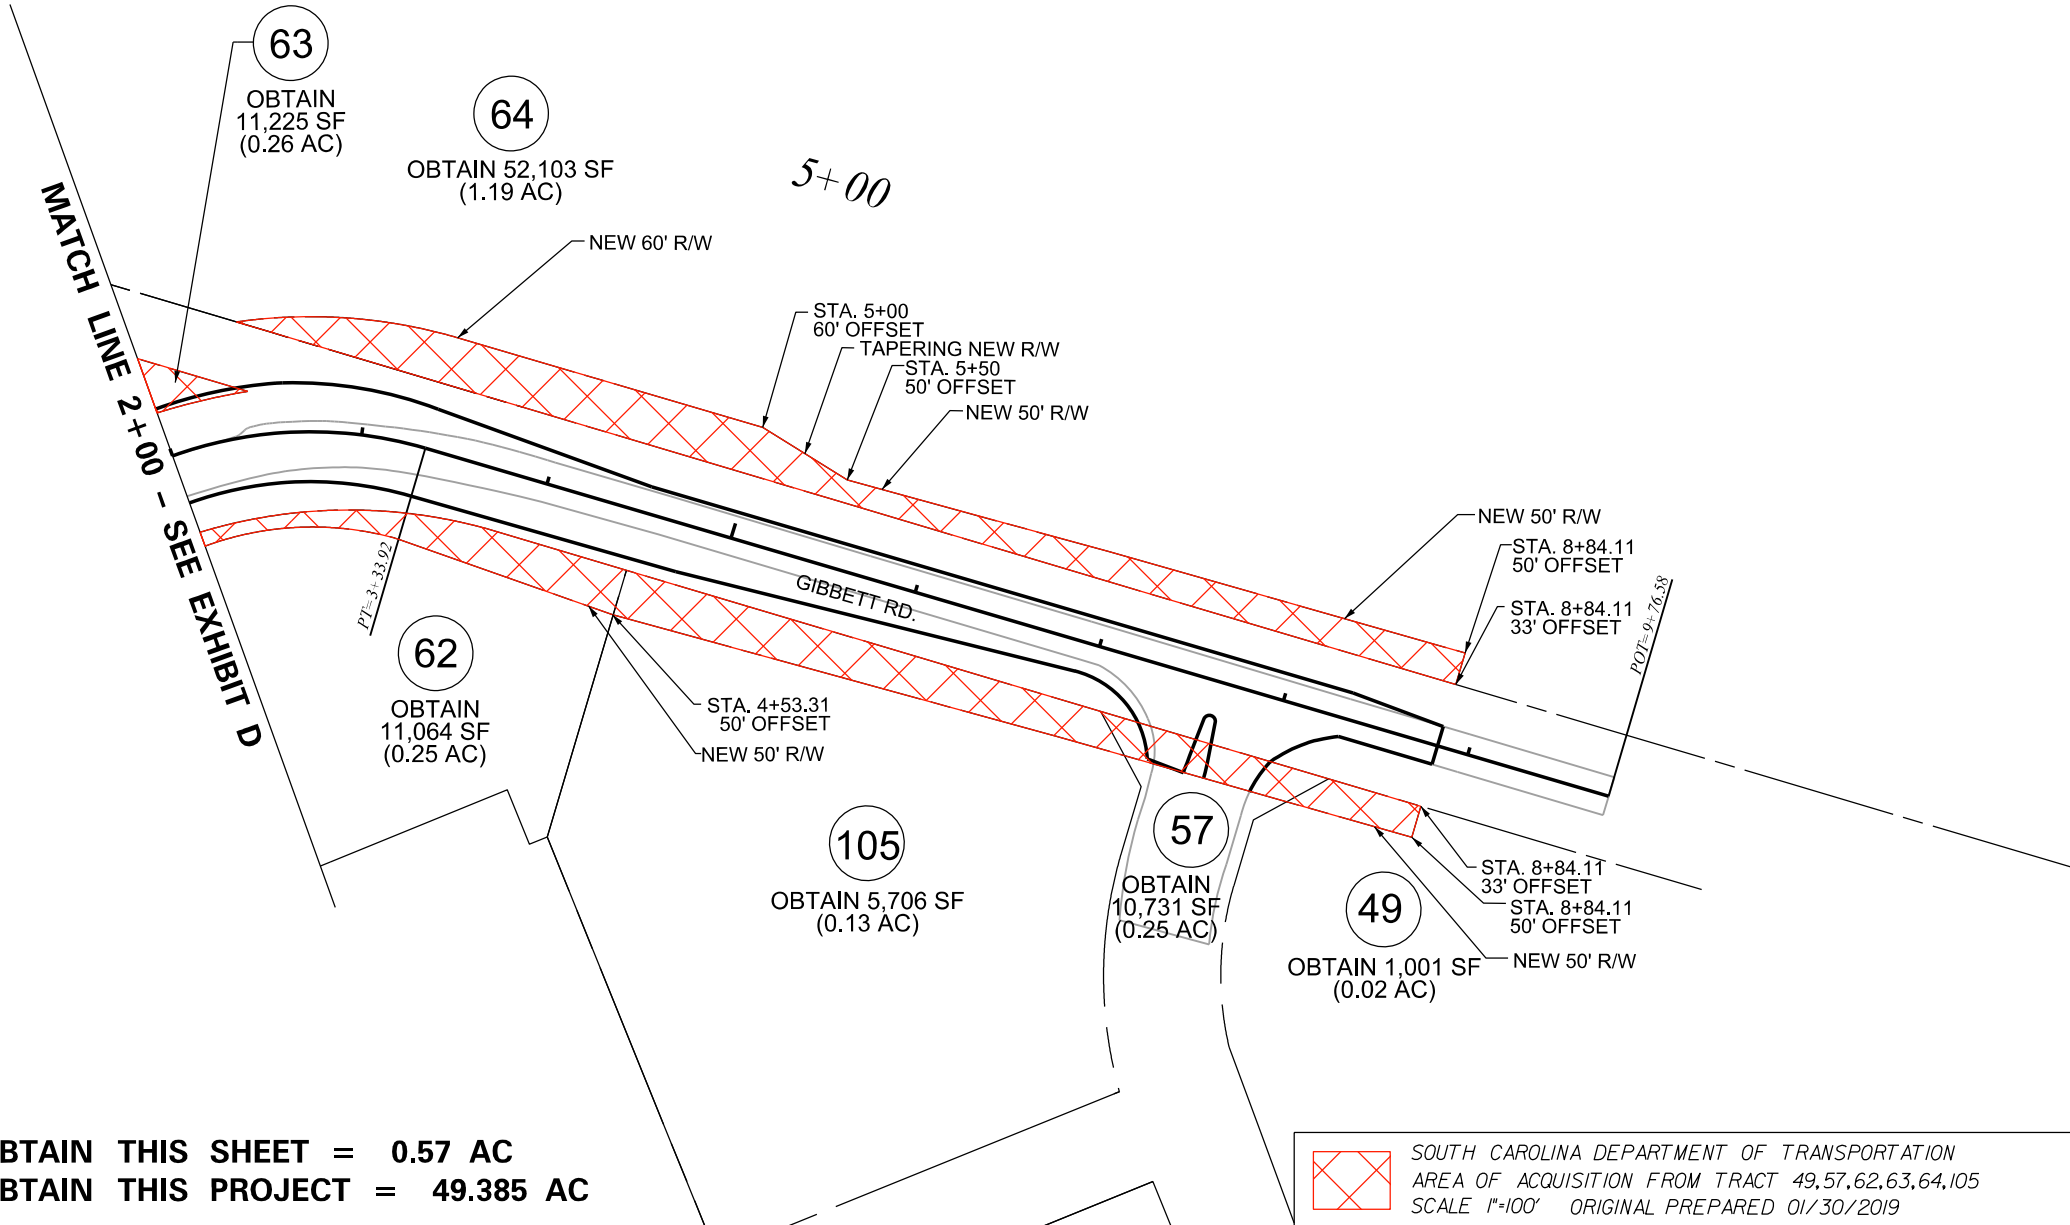 63
OBTAIN
11,225 SF
(0.26 AC)
64
OBTAIN 52,103 SF
(1.19 AC)
5+00
NEW 60' R/W
MATCH LINE 2+00 - SEE EXHIBIT D
STA. 5+00
60' OFFSET
TAPERING NEW R/W
STA. 5+50
50' OFFSET
NEW 50' R/W
NEW 50' R/W
STA. 8+84.11
50' OFFSET
STA. 8+84.11
33' OFFSET
POT=9+76.58
PT=3+33.92
GIBBETT RD.
62
OBTAIN
11,064 SF
(0.25 AC)
STA. 4+53.31
50' OFFSET
NEW 50' R/W
105
OBTAIN 5,706 SF
(0.13 AC)
57
OBTAIN
10,731 SF
(0.25 AC)
49
OBTAIN 1,001 SF
(0.02 AC)
STA. 8+84.11
33' OFFSET
STA. 8+84.11
50' OFFSET
NEW 50' R/W
BTAIN THIS SHEET = 0.57 AC
BTAIN THIS PROJECT = 49.385 AC
SOUTH CAROLINA DEPARTMENT OF TRANSPORTATION
AREA OF ACQUISITION FROM TRACT 49,57,62,63,64,105
SCALE 1"=100' ORIGINAL PREPARED 01/30/2019